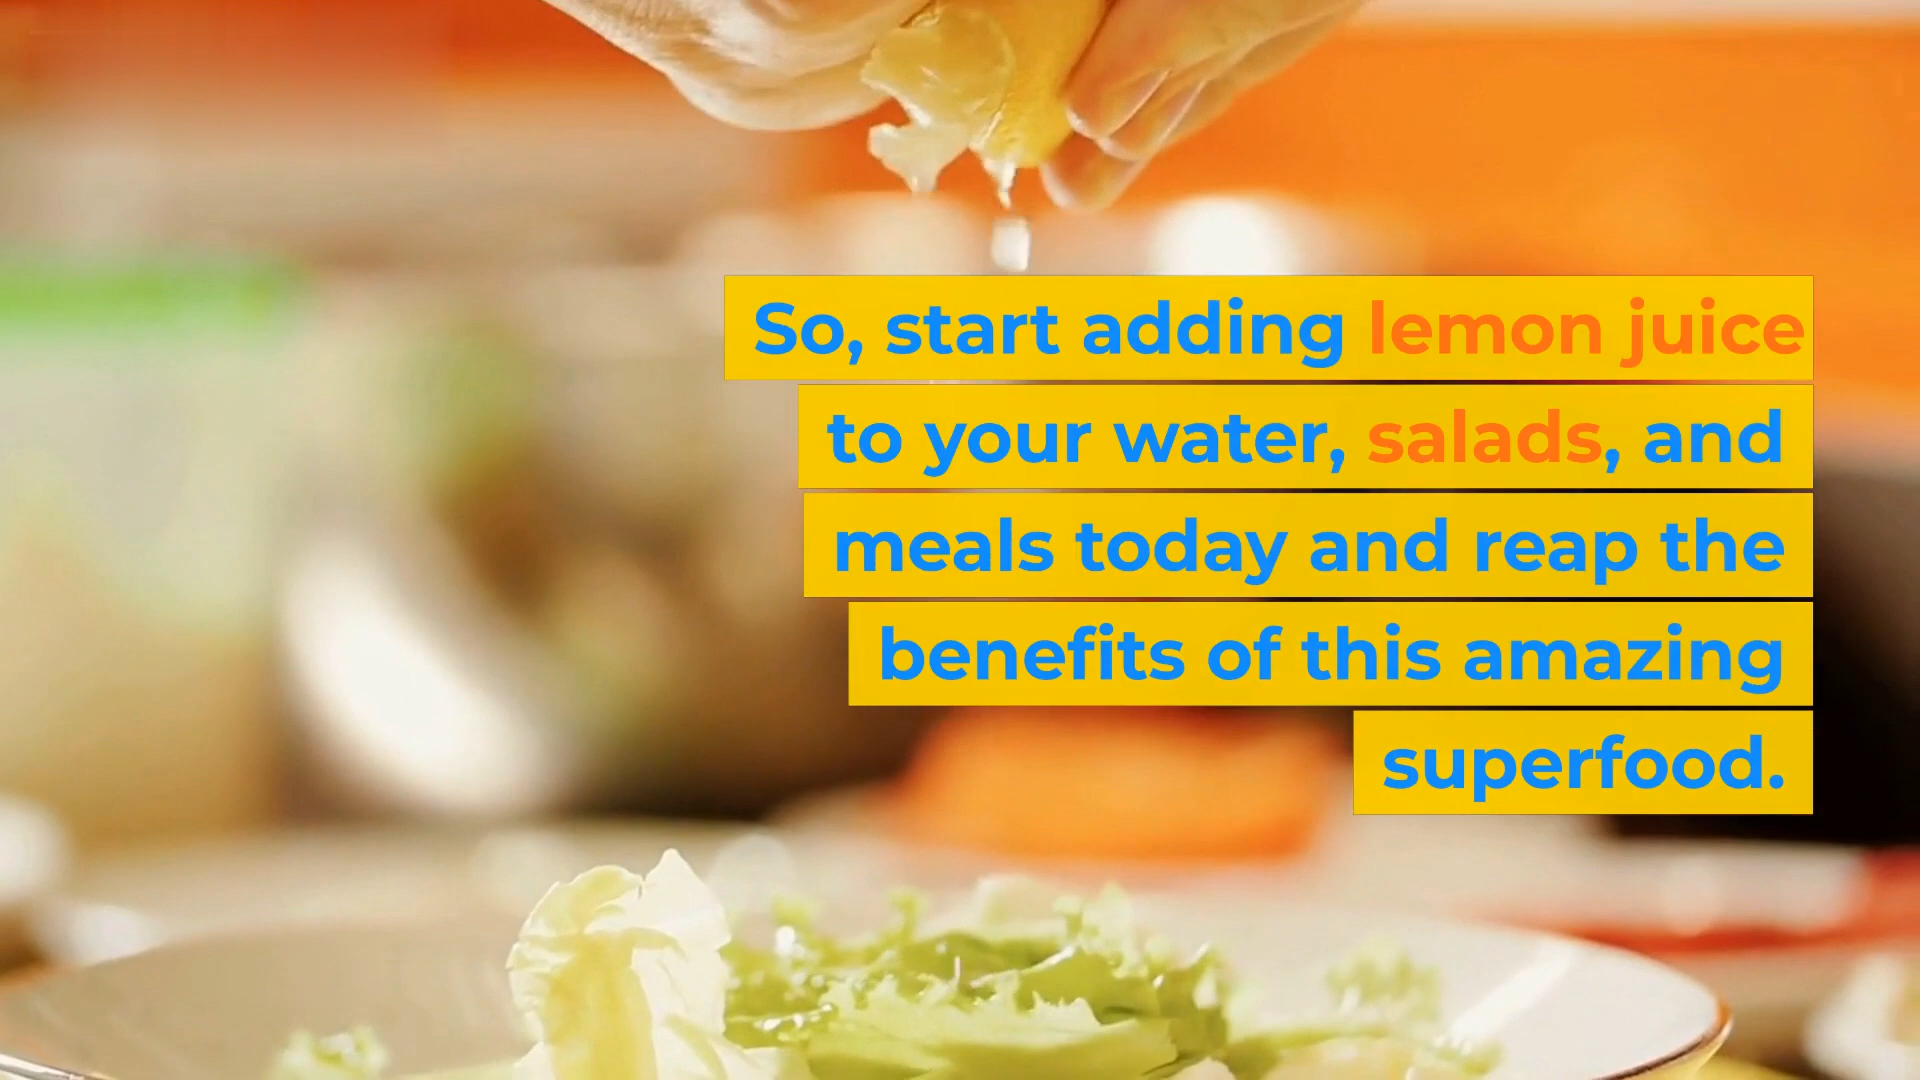 So, start adding lemon juice
to your water, salads, and
meals today and reap the
benefits of this amazing
superfood.